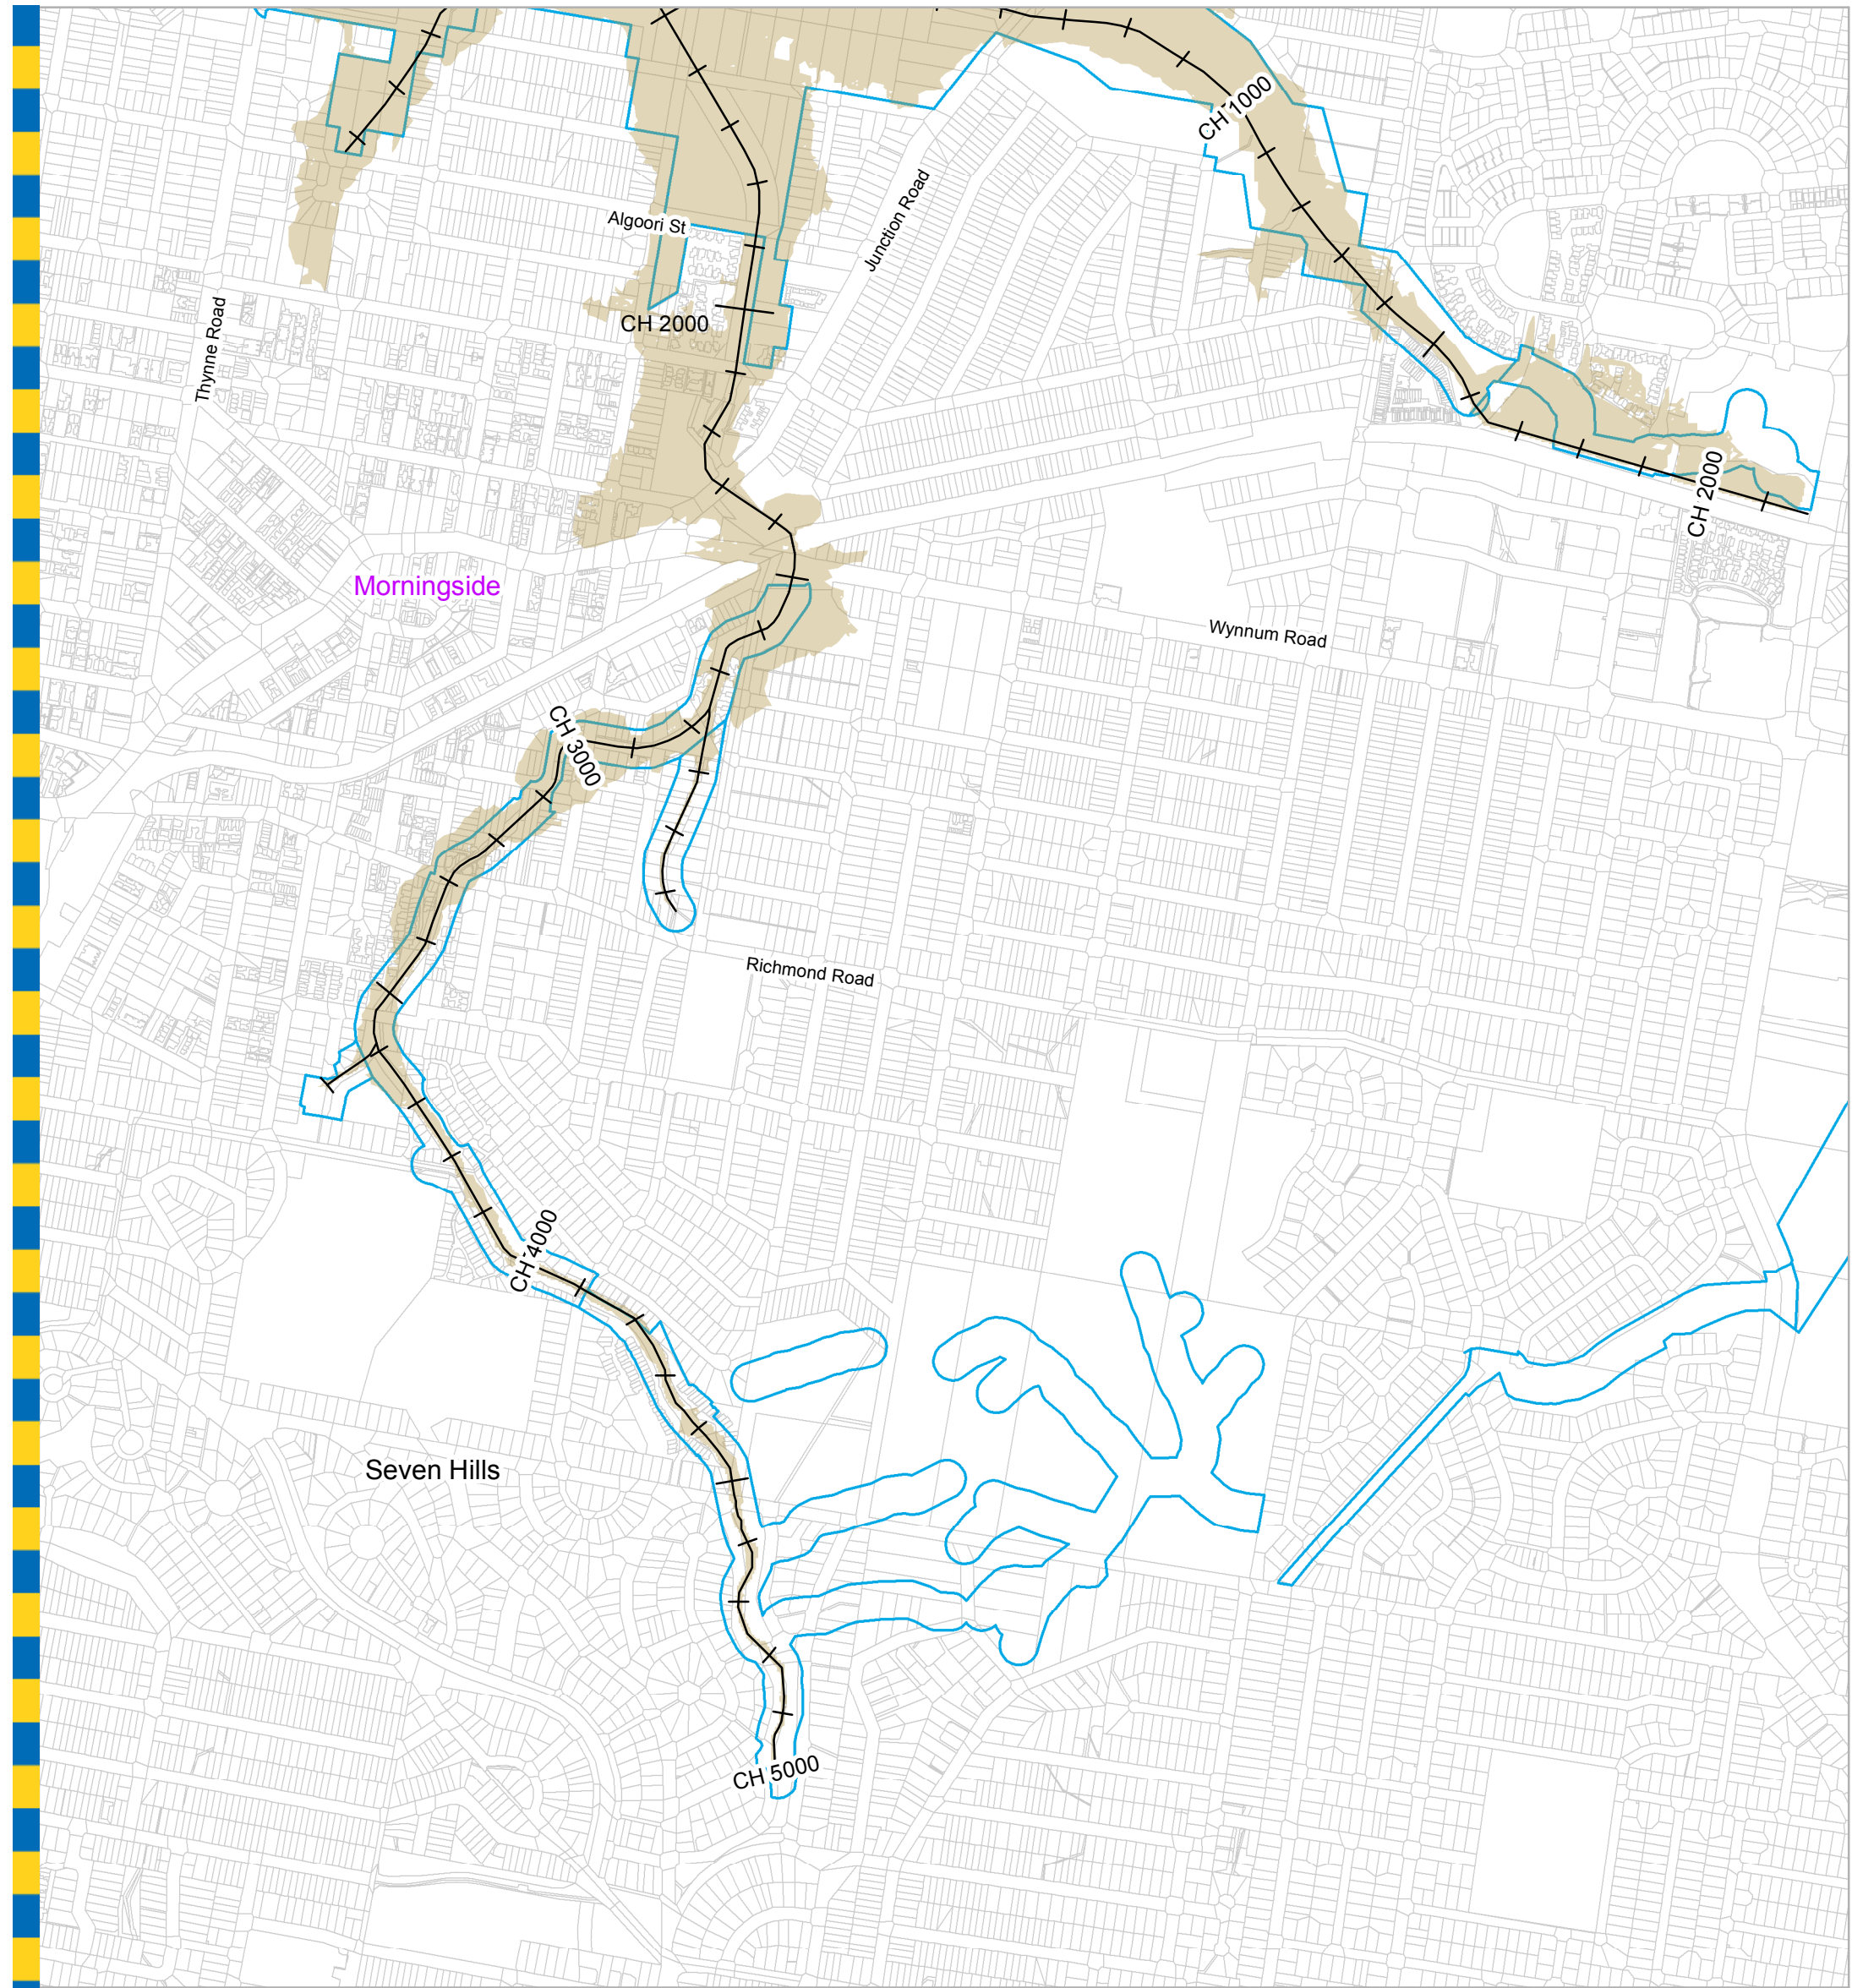 CH 1000
Algoori St
Junction Road
CH 2000
Thynne Road
CH 2000
Morningside
Wynnum Road
CH 3000
Richmond Road
CH 4000
Seven Hills
CH 5000